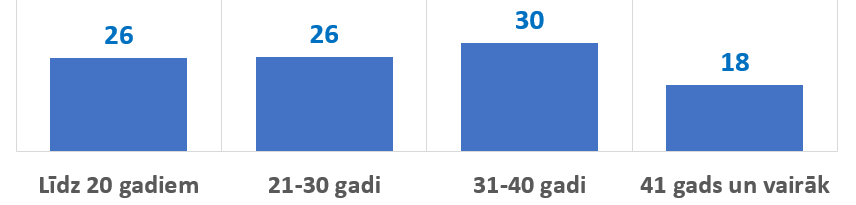 26
26
30
18
Līdz 20 gadiem
21-30 gadi
31-40 gadi
41 gads un vairāk